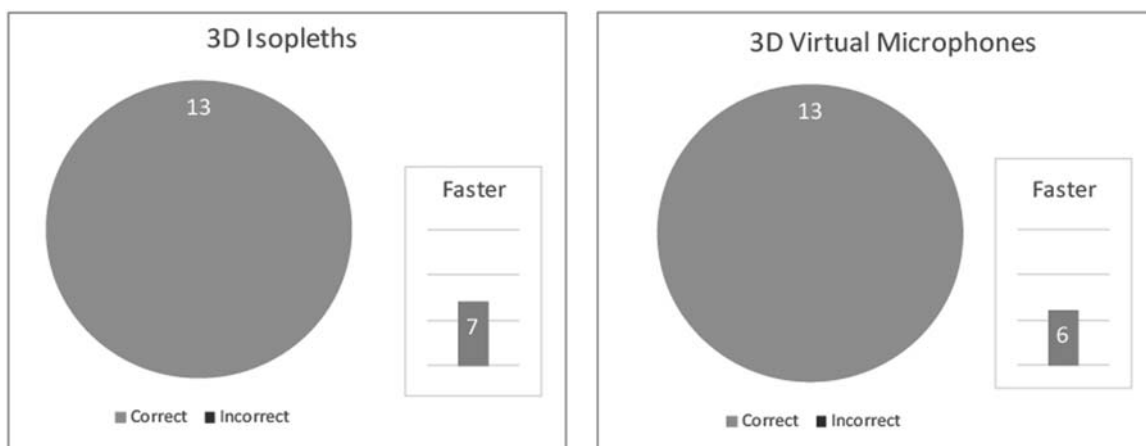 3D Isopleths
13
Faster
7
Correct Incorrect
3D Virtual Microphones
13
Faster
6
Correct Incorrect